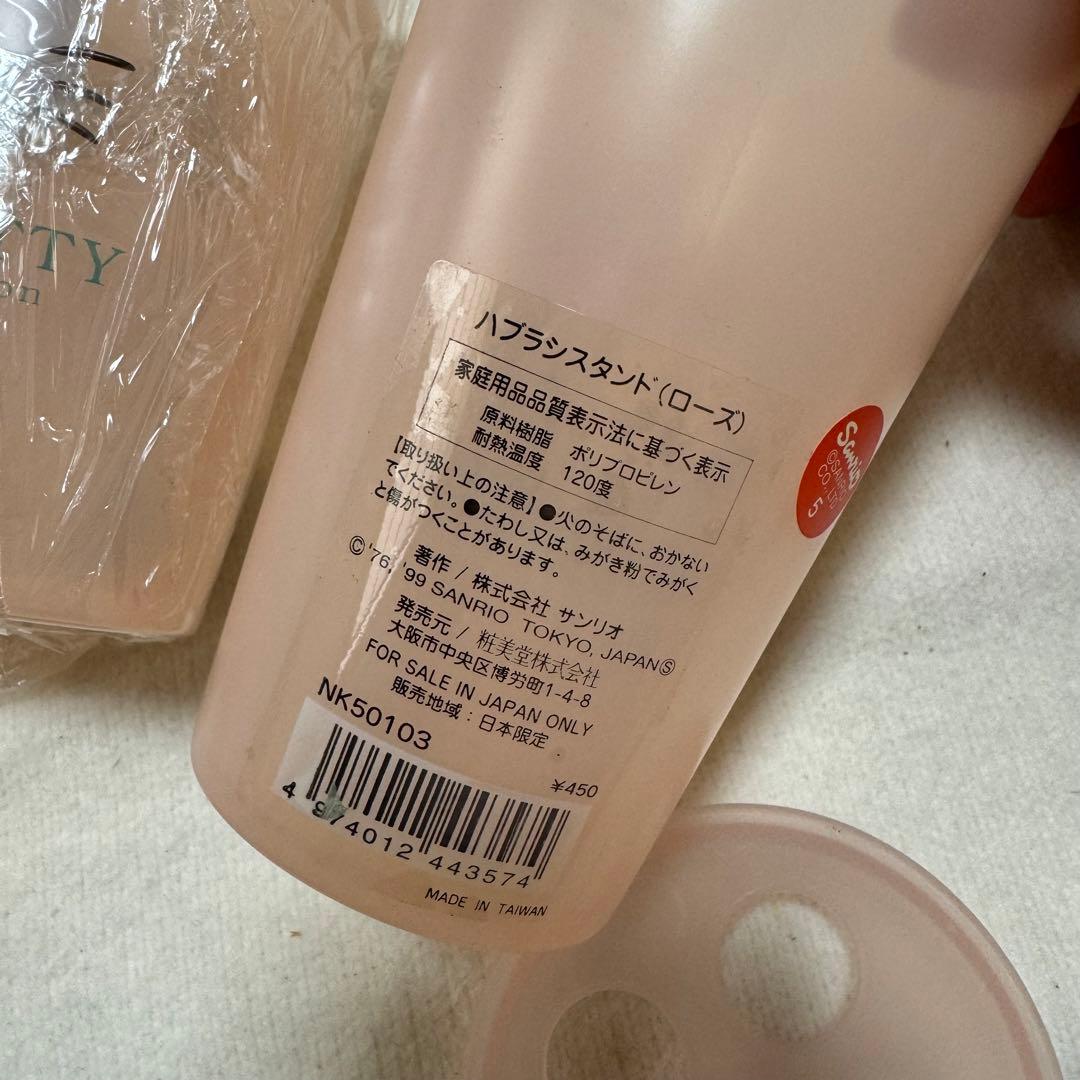 TTY
on
ハブラシスタンド(ローズ)
家庭用品品質表示法に基づく表示
原料樹脂 ポリプロピレン
耐熱温度 120度
【取り扱い上の注意】●火のそばに、おかない
でください。●たわし又は、みがき粉でみがく
と傷がつくことがあります。
著作/株式会社 サンリオ
©'76,'99 SANRIO TOKYO, JAPAN Ⓢ
発売元/粧美堂株式会社
大阪市中央区博労町1-4-8
FOR SALE IN JAPAN ONLY
販売地域:日本限定
NK50103
¥450
4 974012 443574
MADE IN TAIWAN
Sanrio
©SANRIO
CO., LTD
5